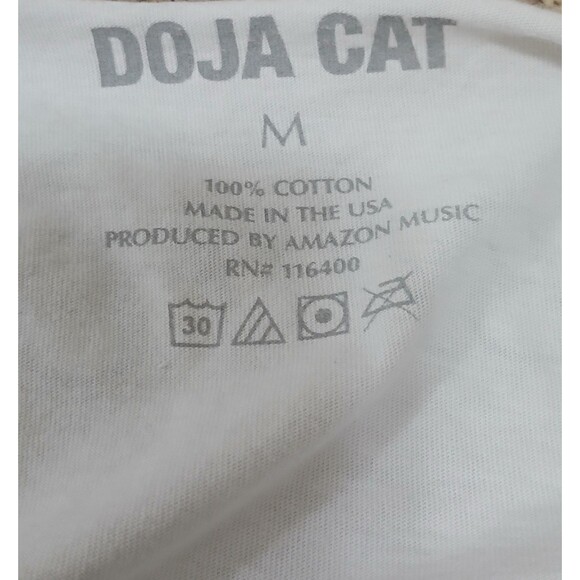 DOJA CAT
M
100% COTTON
MADE IN THE USA
PRODUCED BY AMAZON MUSIC
RN# 116400
30